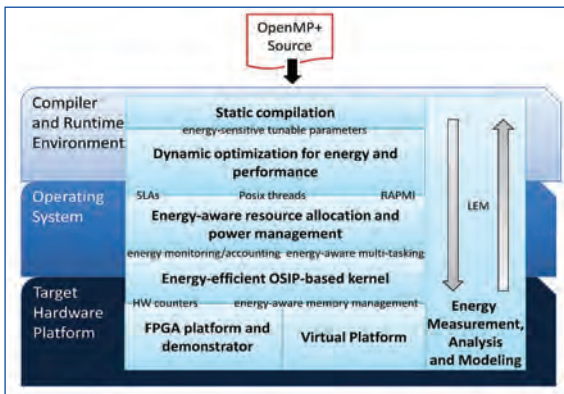 OpenMP+
Source
Compiler
and Runtime
Environment
Static compilation
energy-sensitive tunable parameters
Dynamic optimization for energy and
performance
SLAs Posix threads RAPMI
Operating
System
Energy-aware resource allocation and
power management
energy monitoring/accounting energy-aware multi-tasking
Energy-efficient OSIP-based kernel
Target
Hardware
Platform
HW counters energy-aware memory management
FPGA platform and
demonstrator
Virtual Platform
LEM
Energy
Measurement,
Analysis
and Modeling